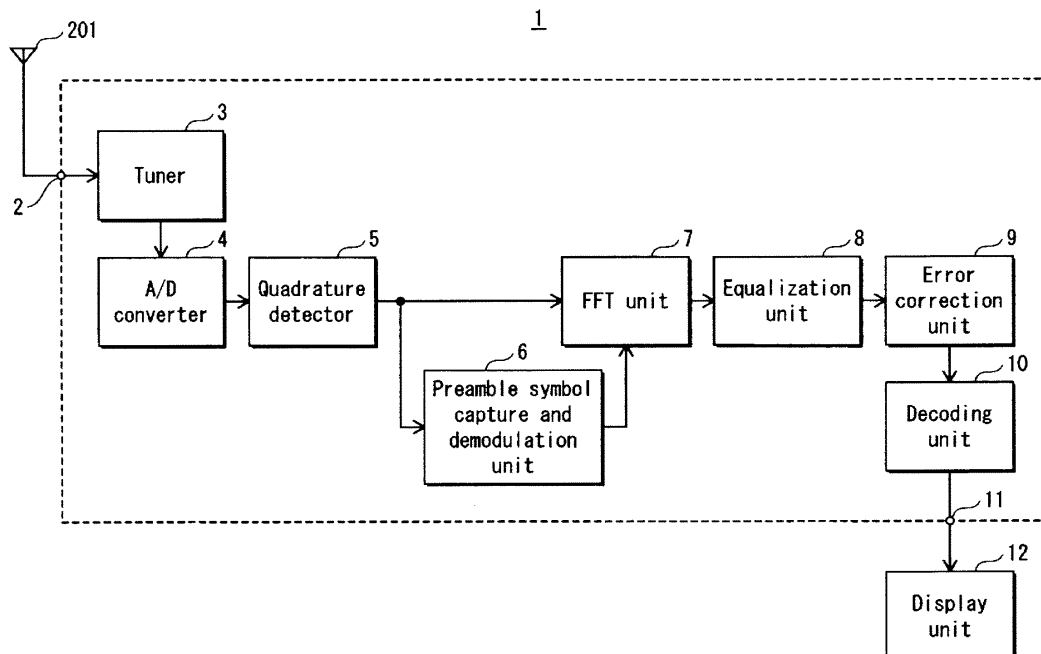 1
201
2
3
Tuner
4
A/D
converter
5
Quadrature
detector
6
Preamble symbol
capture and
demodulation
unit
7
FFT unit
8
Equalization
unit
9
Error
correction
unit
10
Decoding
unit
11
12
Display
unit